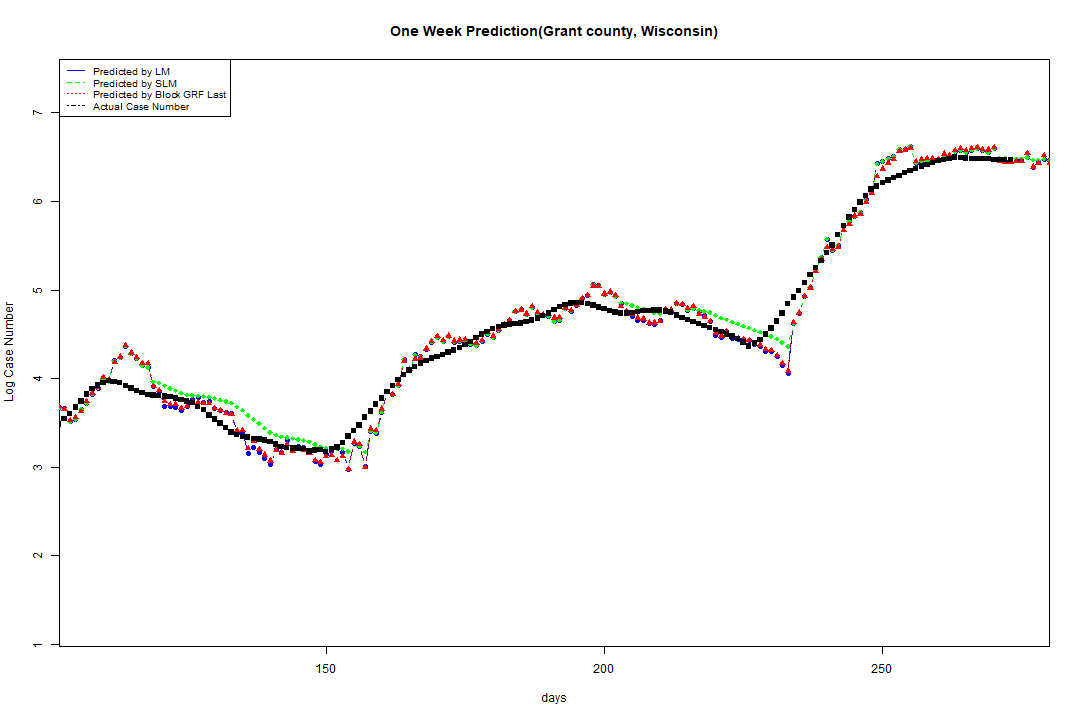 One Week Prediction(Grant county, Wisconsin)
Predicted by LM
Predicted by SLM
Predicted by Block GRF Last
Actual Case Number
7
6
5
4
3
2
1
Log Case Number
150 200 250
days